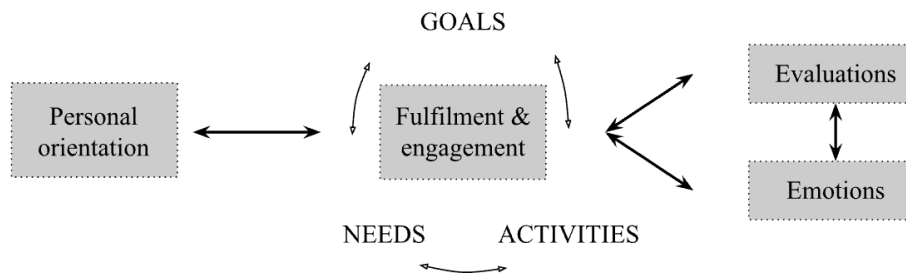 GOALS
Personal
orientation
Fulfilment &
engagement
Evaluations
Emotions
NEEDS
ACTIVITIES